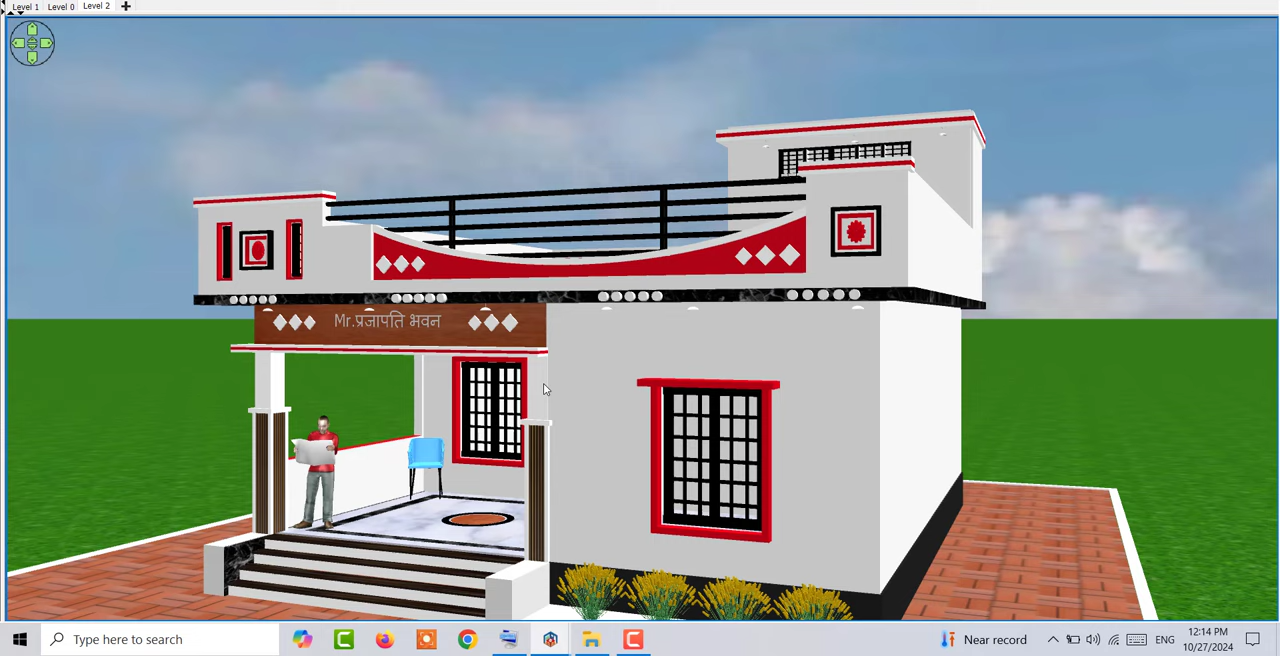 Level 1 Level 0 Level 2
Mr.प्रजापति भवन
Type here to search
Near record
ENG
12:14 PM
10/27/2024